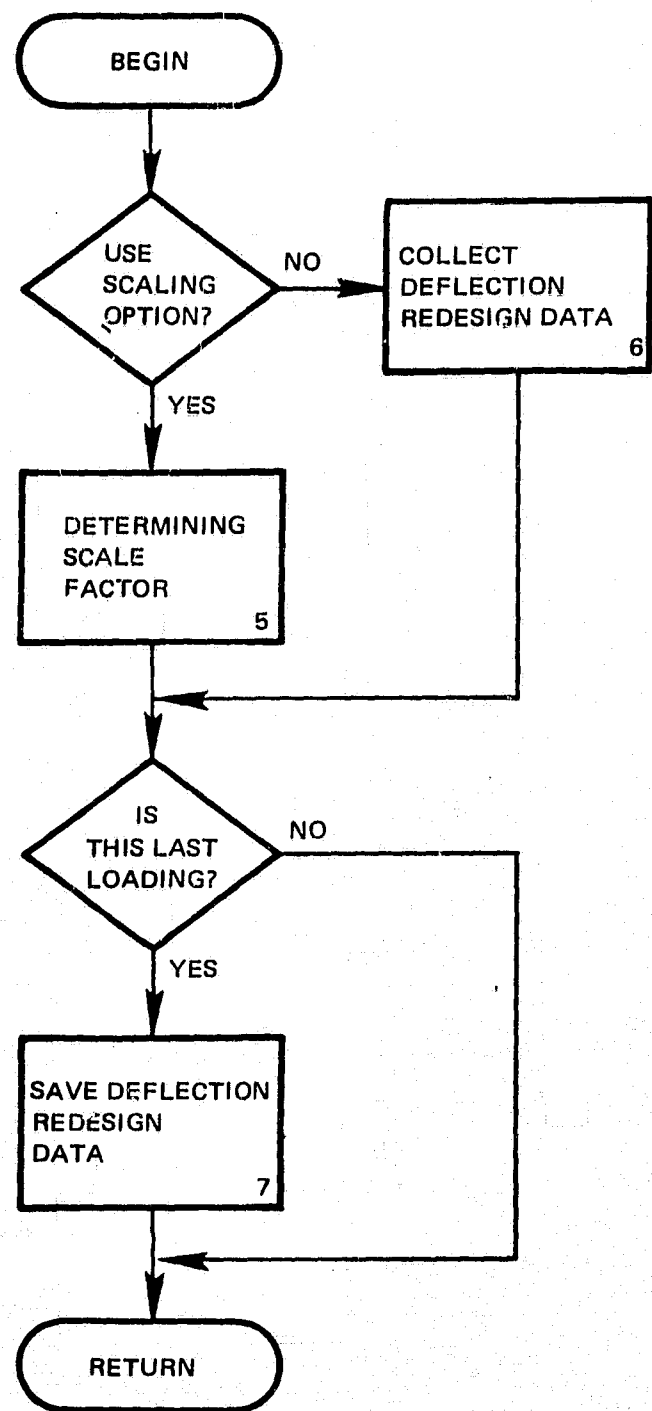 BEGIN
USE
SCALING
OPTION?
NO
COLLECT
DEFLECTION
REDESIGN DATA
6
YES
DETERMINING
SCALE
FACTOR
5
IS
THIS LAST
LOADING?
NO
YES
SAVE DEFLECTION
REDESIGN
DATA
7
RETURN